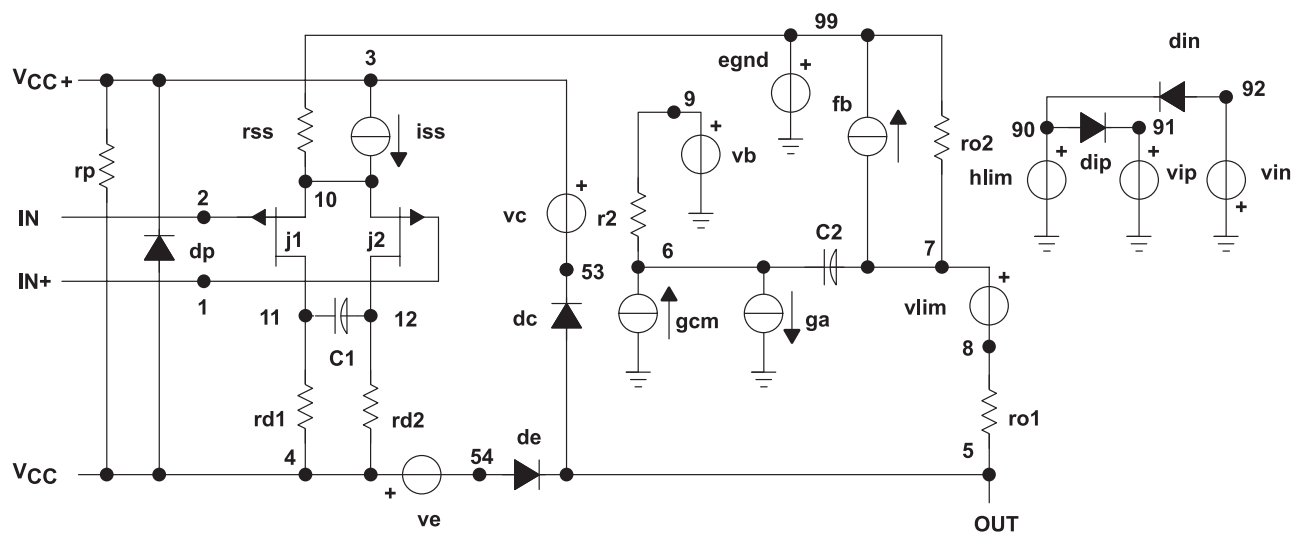 99
3
din
VCC+
egnd
9
fb
92
rss
iss
vb
ro2
90
91
rp
dip
hlim
vip
vin
10
2
IN
vc
r2
j1
j2
dp
6
C2
7
IN+
1
53
11
12
dc
gcm
ga
vlim
C1
8
rd1
rd2
ro1
4
54
de
5
VCC
ve
OUT